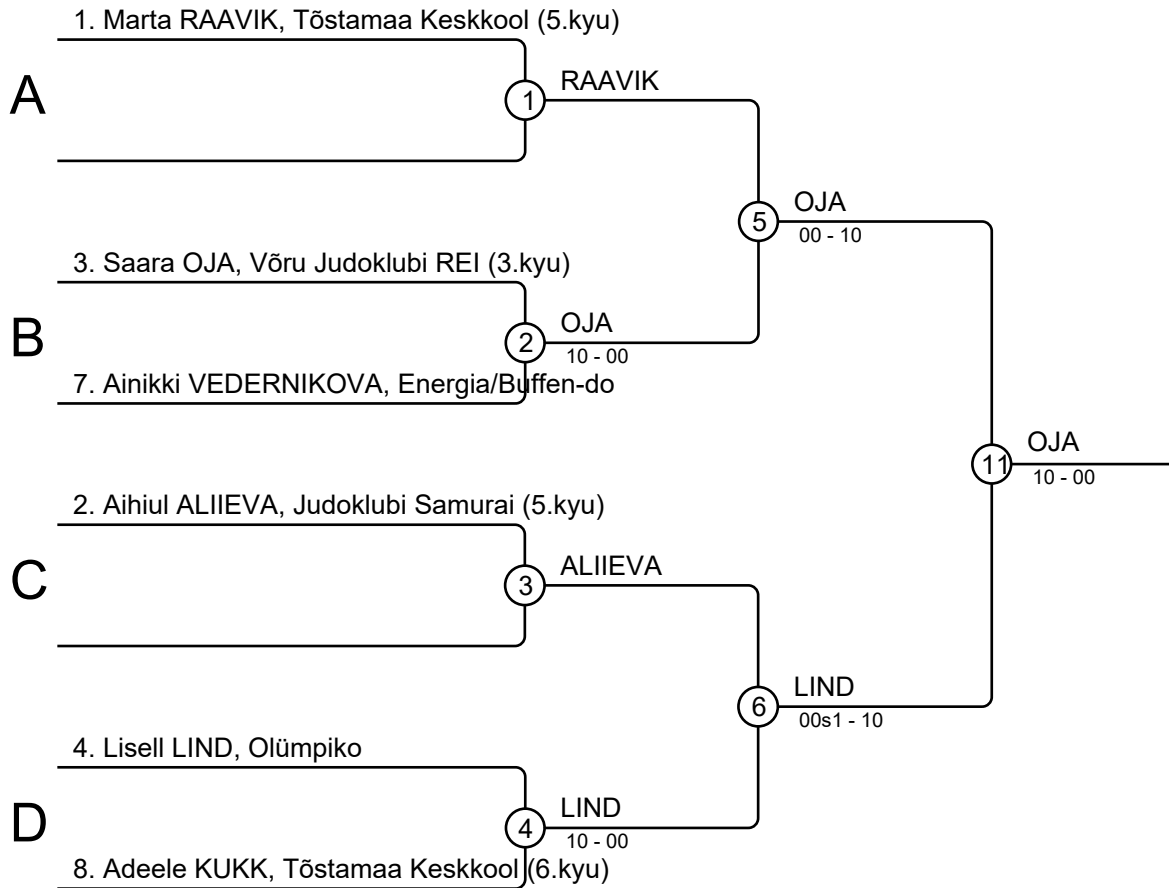 1. Marta RAAVIK, Tõstamaa Keskkool (5.kyu)
A
1
RAAVIK
5
OJA
00 - 10
3. Saara OJA, Võru Judoklubi REI (3.kyu)
B
2
OJA
10 - 00
7. Ainikki VEDERNIKOVA, Energia/Buffen-do
11
OJA
10 - 00
2. Aihiul ALIIEVA, Judoklubi Samurai (5.kyu)
C
3
ALIIEVA
6
LIND
00s1 - 10
4. Lisell LIND, Olümpiko
D
4
LIND
10 - 00
8. Adeele KUKK, Tõstamaa Keskkool (6.kyu)